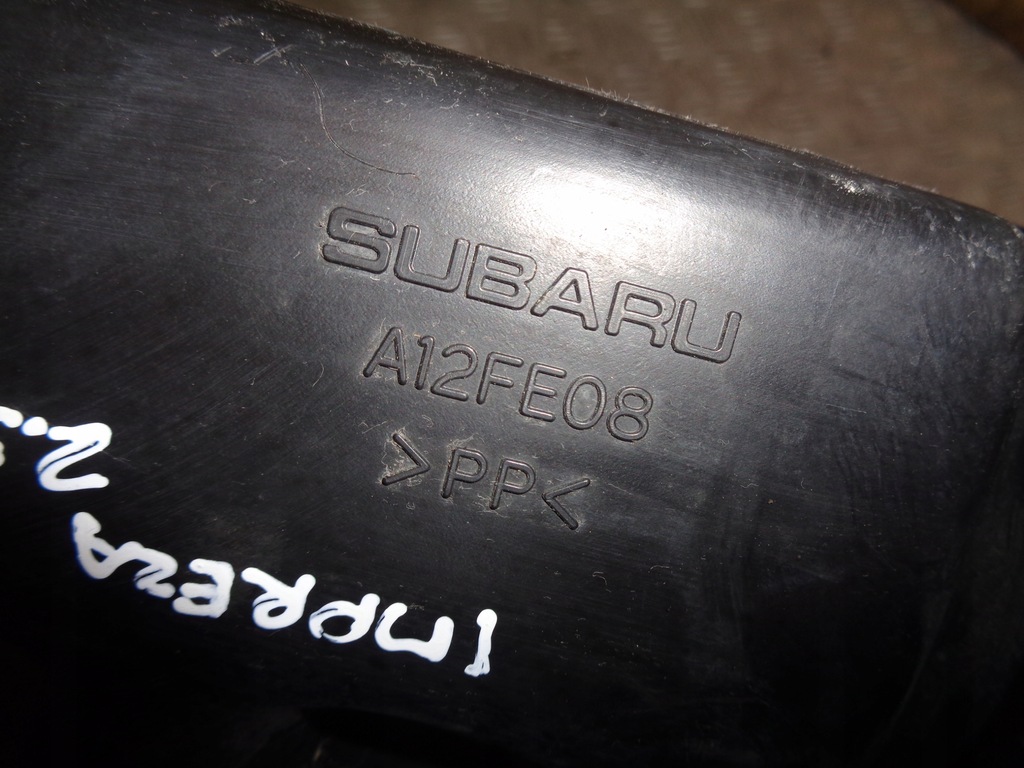 SUBARU
A12FE08
>PP<
IMPREZA
2.